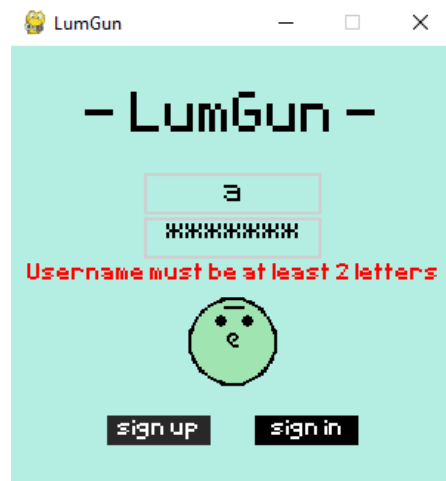 LumGun
- LumGun -
a
*******
Username must be at least 2 letters
sign up
sign in